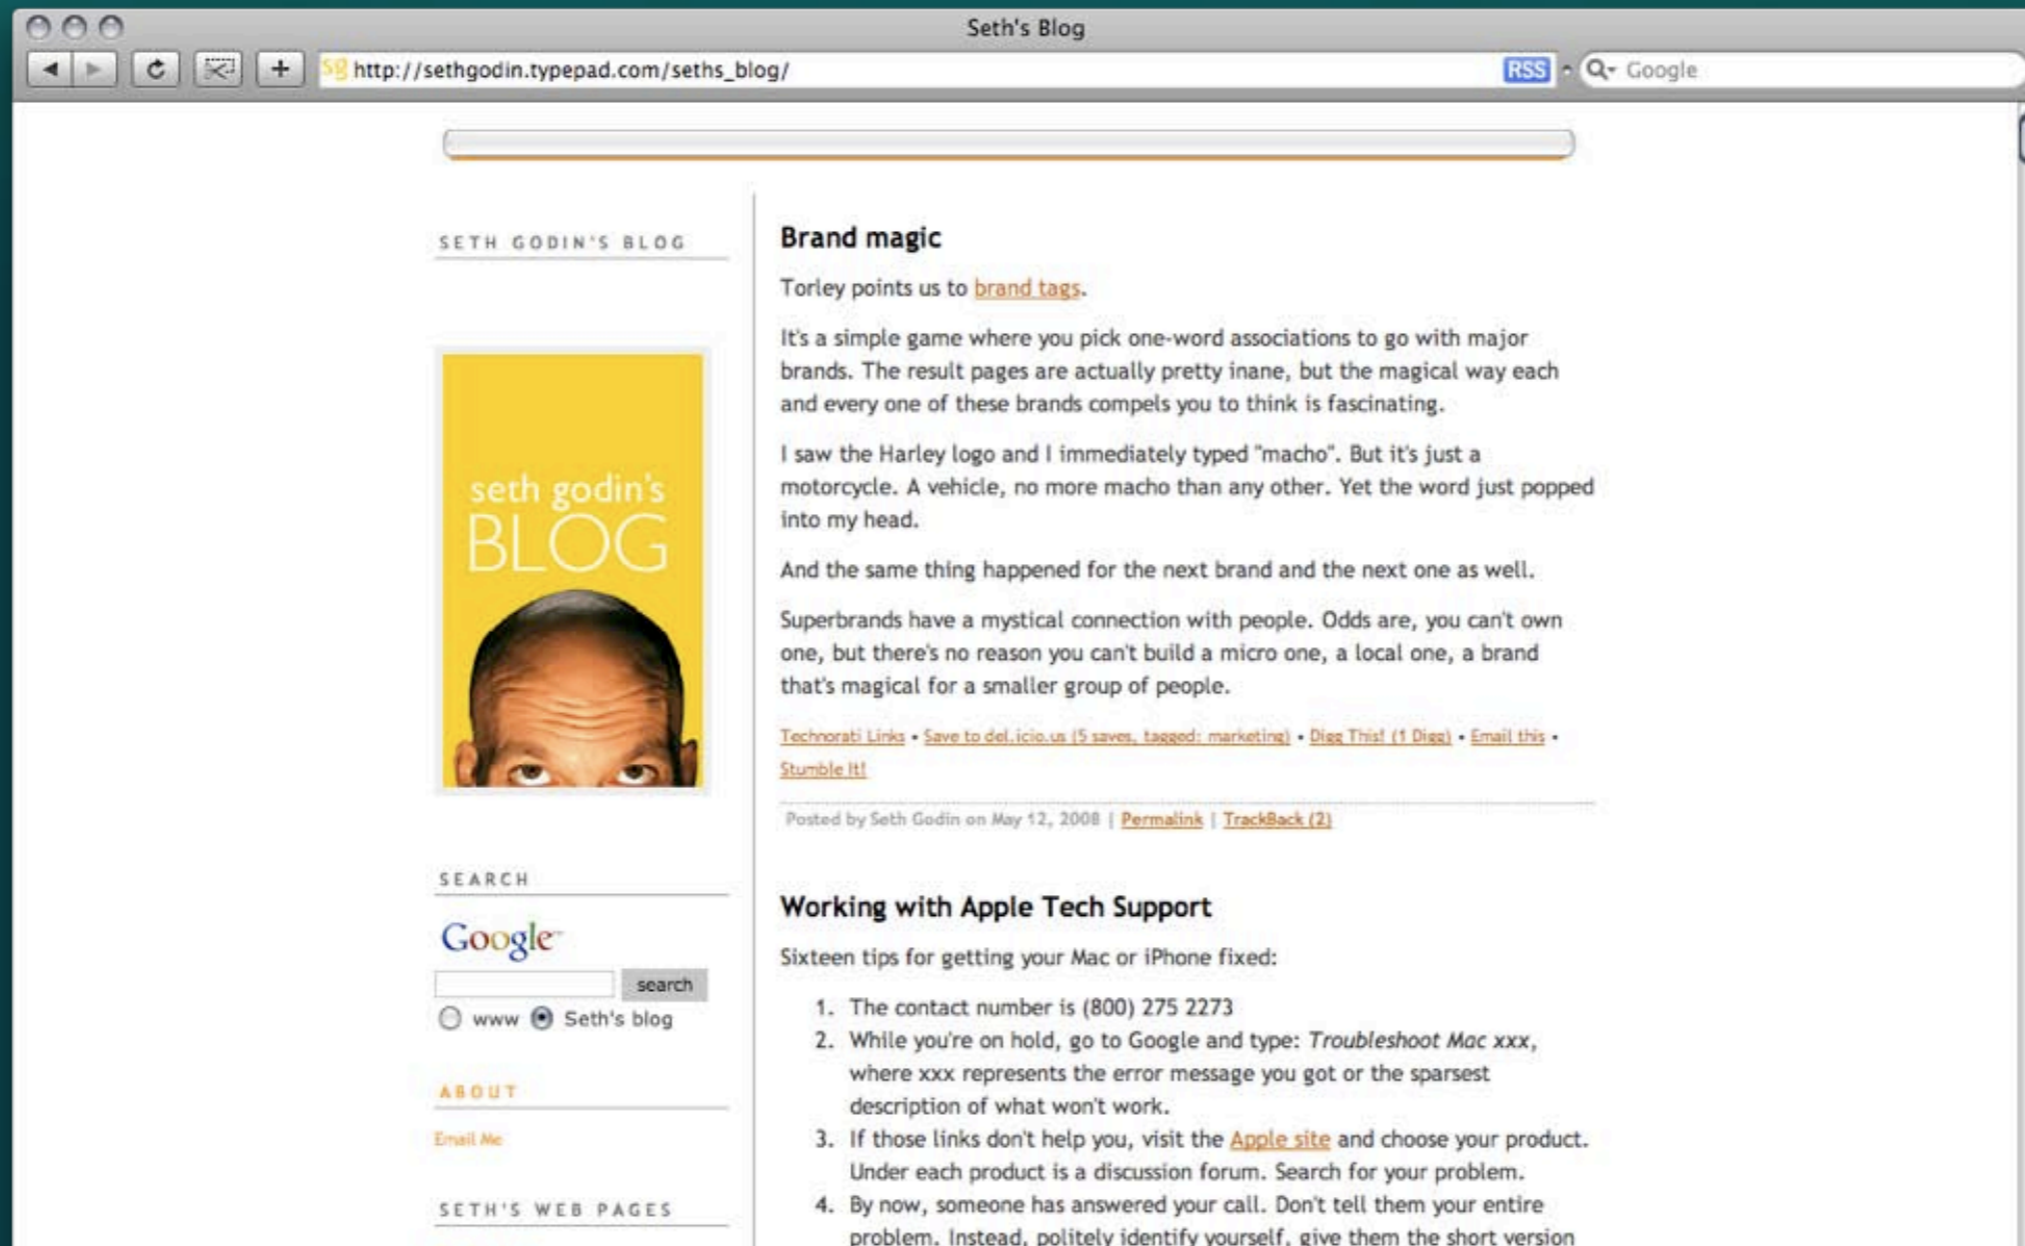 Seth's Blog
sg http://sethgodin.typepad.com/seths_blog/ RSS Google
SETH GODIN'S BLOG
seth godin's
BLOG
SEARCH
Google™
search
www Seth's blog
ABOUT
Email Me
SETH'S WEB PAGES
Brand magic
Torley points us to brand tags.
It's a simple game where you pick one-word associations to go with major
brands. The result pages are actually pretty inane, but the magical way each
and every one of these brands compels you to think is fascinating.
I saw the Harley logo and I immediately typed "macho". But it's just a
motorcycle. A vehicle, no more macho than any other. Yet the word just popped
into my head.
And the same thing happened for the next brand and the next one as well.
Superbrands have a mystical connection with people. Odds are, you can't own
one, but there's no reason you can't build a micro one, a local one, a brand
that's magical for a smaller group of people.
Technorati Links • Save to del.icio.us (5 saves, tagged: marketing) • Digg This! (1 Digg) • Email this •
Stumble It!
Posted by Seth Godin on May 12, 2008 | Permalink | TrackBack (2)
Working with Apple Tech Support
Sixteen tips for getting your Mac or iPhone fixed:
1. The contact number is (800) 275 2273
2. While you're on hold, go to Google and type: Troubleshoot Mac xxx,
where xxx represents the error message you got or the sparsest
description of what won't work.
3. If those links don't help you, visit the Apple site and choose your product.
Under each product is a discussion forum. Search for your problem.
4. By now, someone has answered your call. Don't tell them your entire
problem. Instead, politely identify yourself, give them the short version